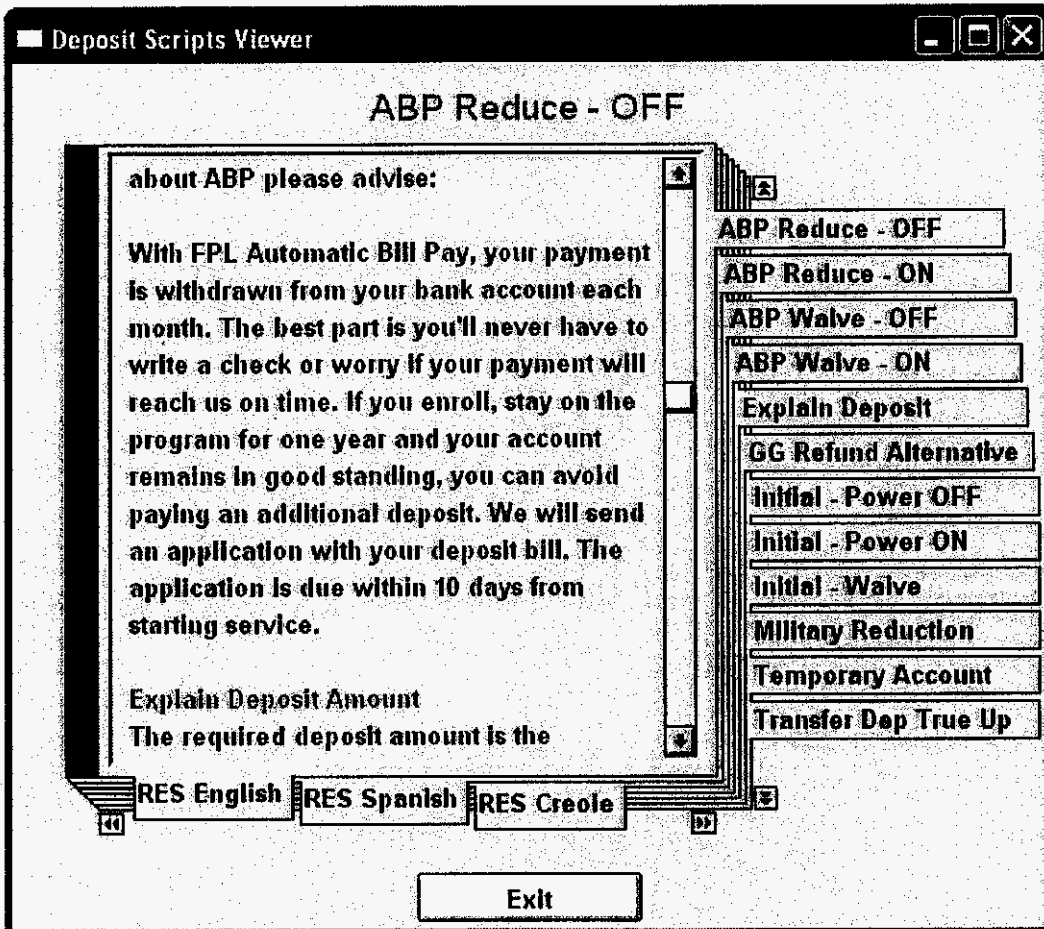 Deposit Scripts Viewer
ABP Reduce - OFF
about ABP please advise:
With FPL Automatic Bill Pay, your payment
is withdrawn from your bank account each
month. The best part is you'll never have to
write a check or worry if your payment will
reach us on time. If you enroll, stay on the
program for one year and your account
remains in good standing, you can avoid
paying an additional deposit. We will send
an application with your deposit bill. The
application is due within 10 days from
starting service.
Explain Deposit Amount
The required deposit amount is the
ABP Reduce - OFF
ABP Reduce - ON
ABP Waive - OFF
ABP Waive - ON
Explain Deposit
GG Refund Alternative
Initial - Power OFF
Initial - Power ON
Initial - Waive
Military Reduction
Temporary Account
Transfer Dep True Up
RES English
RES Spanish
RES Creole
Exit